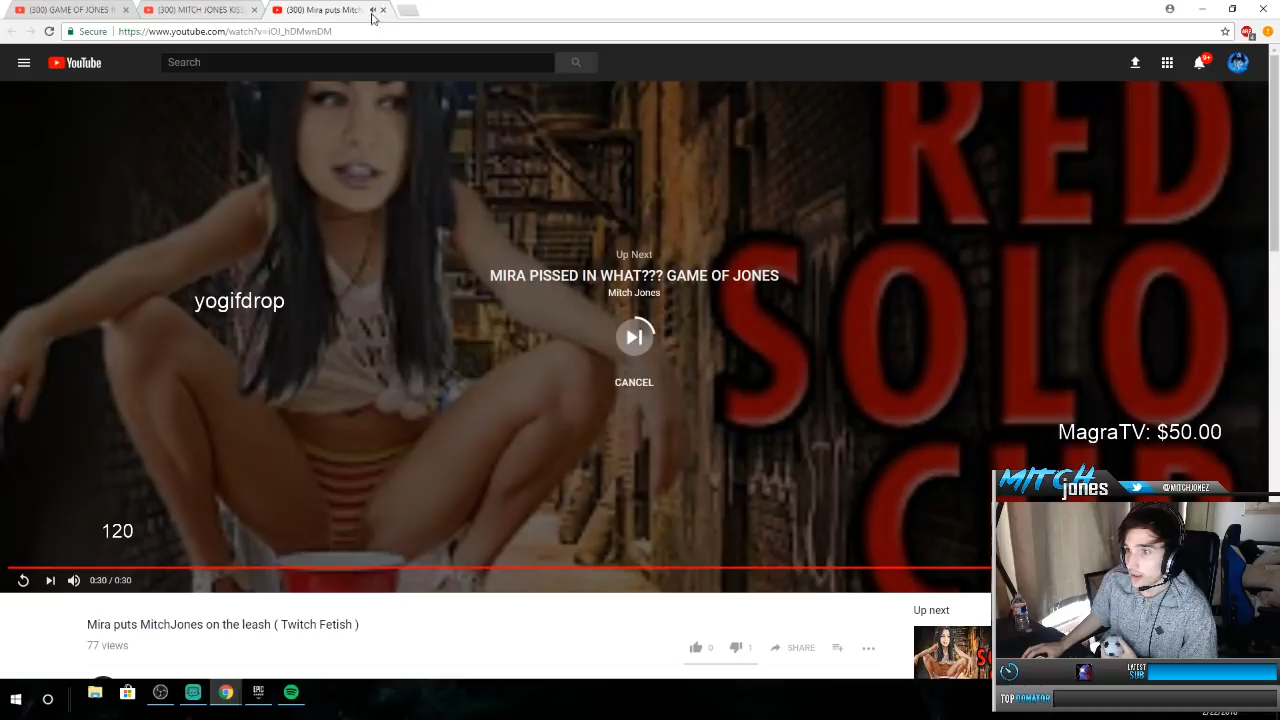 (300) GAME OF JONES
(300) MITCH JONES KISS
(300) Mira puts Mitch
Secure
https://www.youtube.com/watch?v=iOJ_hDMwnDM
YouTube
Search
9+
RED
SOLO
CUP
Up Next
MIRA PISSED IN WHAT??? GAME OF JONES
Mitch Jones
CANCEL
yogifdrop
MagraTV: $50.00
120
MITCH
jones
@MITCHJONEZ
0:30 / 0:30
Mira puts MitchJones on the leash ( Twitch Fetish )
77 views
0
1
SHARE
Up next
LATEST
SUB
TOP DONATOR
EPIC